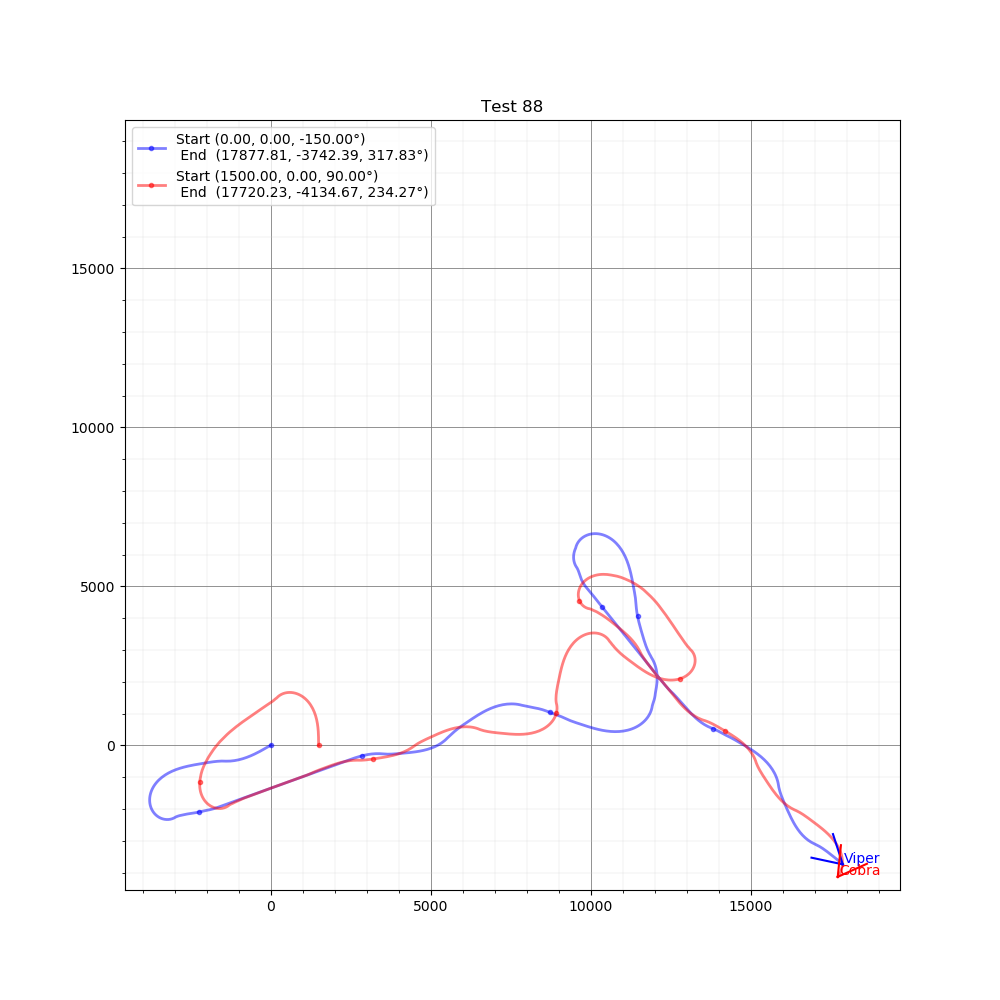 Test 88
Start (0.00, 0.00, -150.00°)
End (17877.81, -3742.39, 317.83°)
Start (1500.00, 0.00, 90.00°)
End (17720.23, -4134.67, 234.27°)
15000
10000
5000
0
Viper
Cobra
0
5000
10000
15000